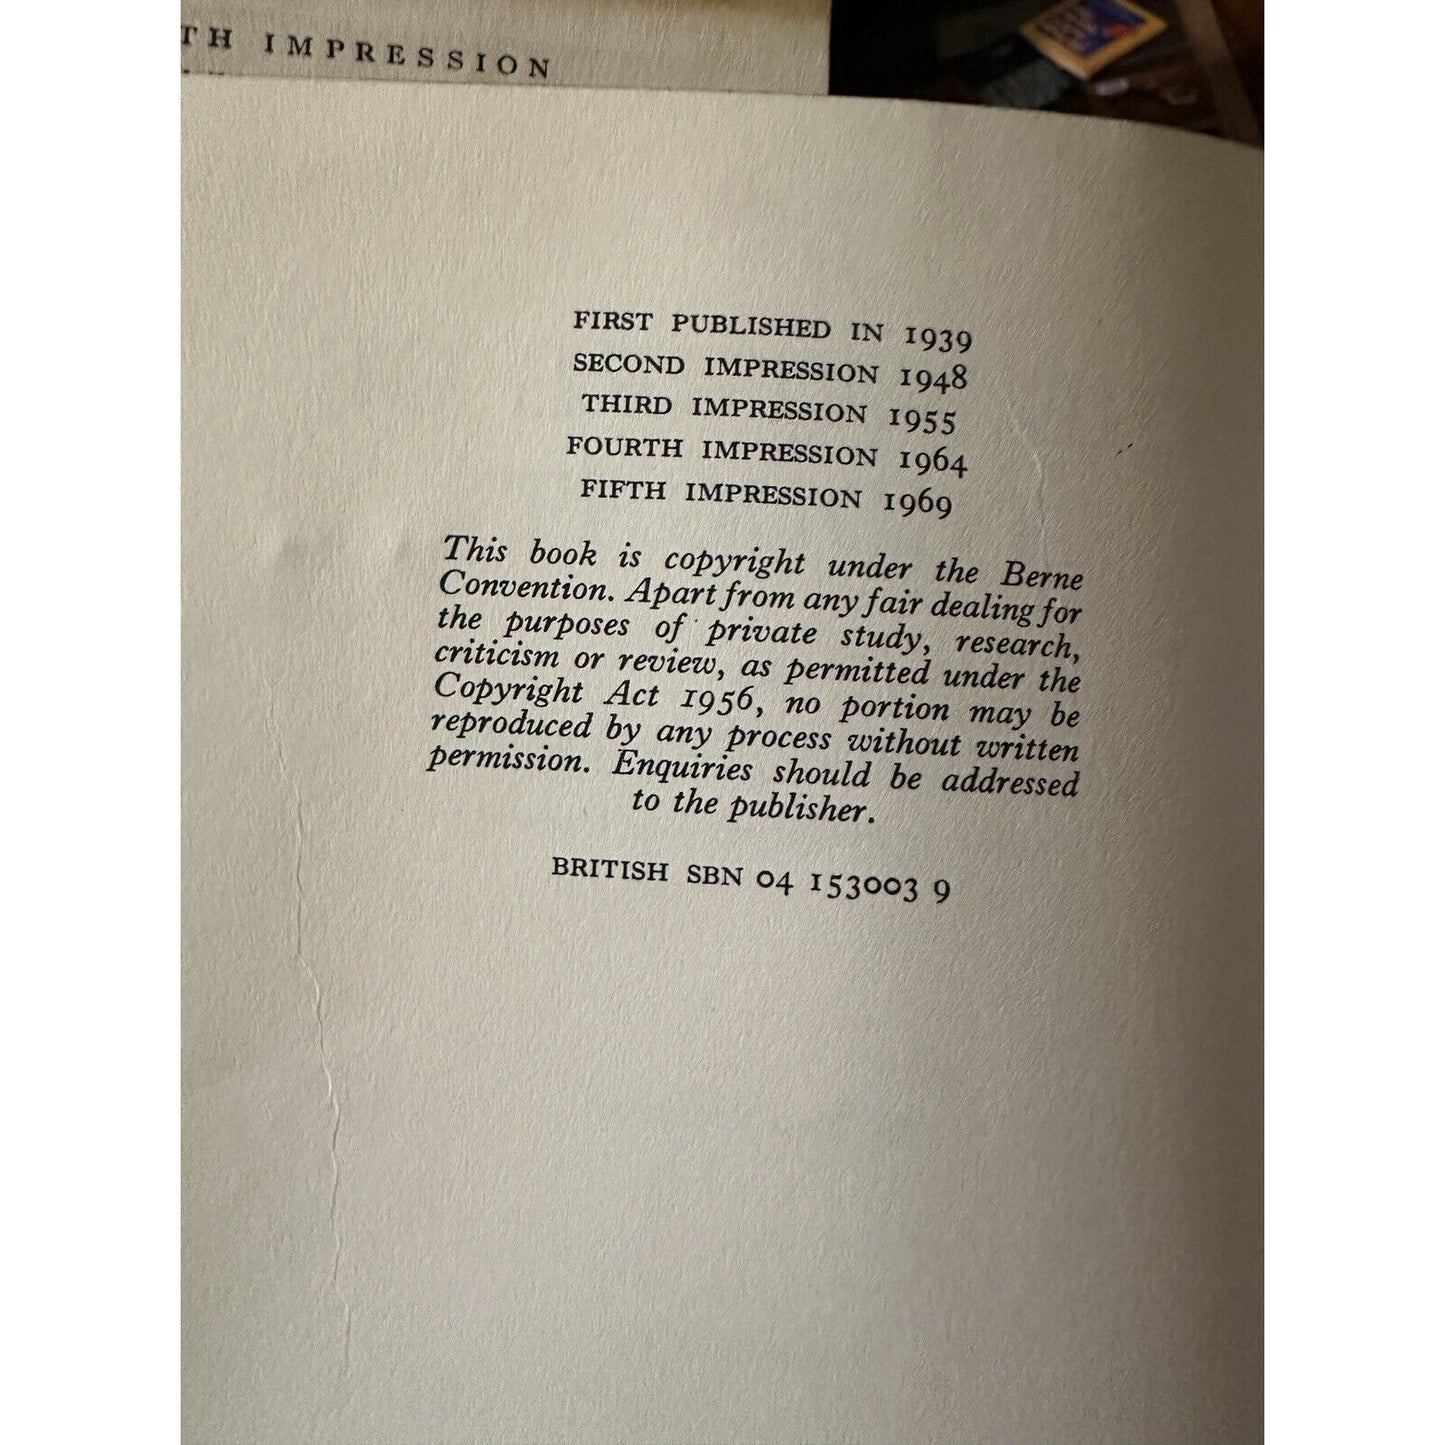 TH IMPRESSION
FIRST PUBLISHED IN 1939
SECOND IMPRESSION 1948
THIRD IMPRESSION 1955
FOURTH IMPRESSION 1964
FIFTH IMPRESSION 1969
This book is copyright under the Berne
Convention. Apart from any fair dealing for
the purposes of private study, research,
criticism or review, as permitted under the
Copyright Act 1956, no portion may be
reproduced by any process without written
permission. Enquiries should be addressed
to the publisher.
BRITISH SBN 04 153003 9